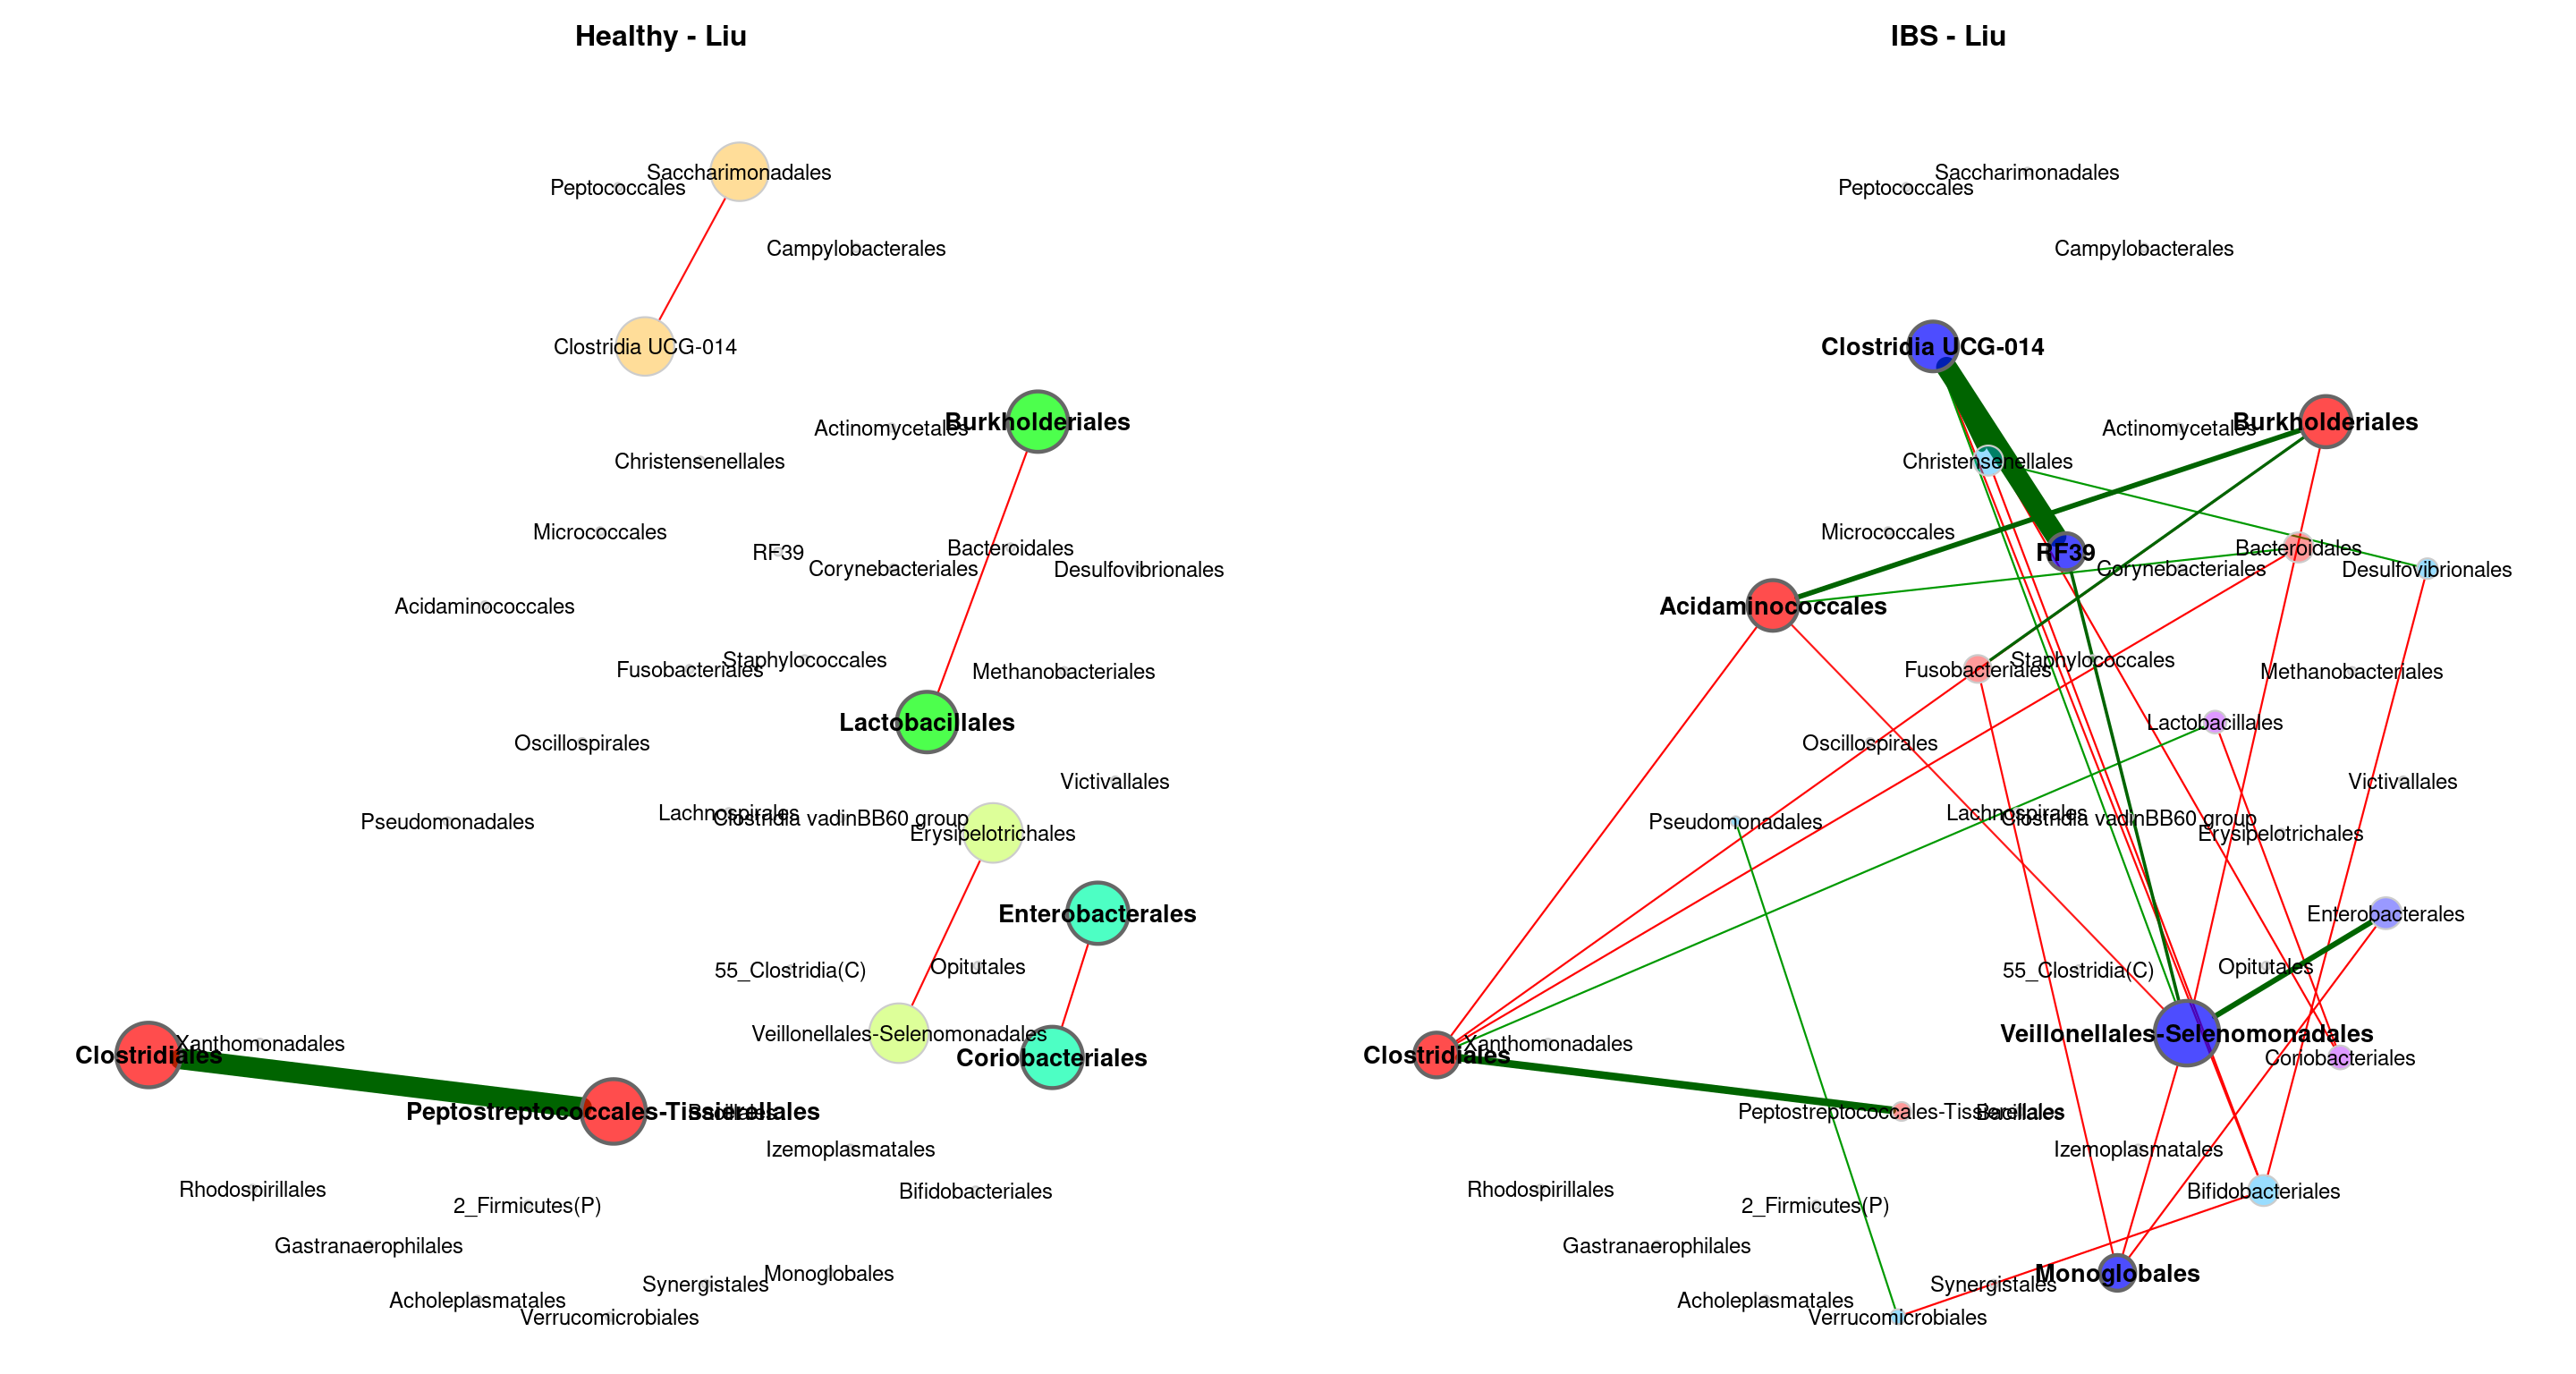 Healthy - Liu
Saccharimonadales
Peptococcales
Campylobacterales
Clostridia UCG-014
Burkholderiales
Actinomycetales
Christensenellales
Micrococcales
Bacteroidales
RF39
Corynebacteriales
Desulfovibrionales
Acidaminococcales
Staphylococcales
Fusobacteriales
Methanobacteriales
Lactobacillales
Oscillospirales
Victivallales
Lachnospirales
Clostridia vadinBB60 group
Pseudomonadales
Erysipelotrichales
Enterobacterales
Opitutales
55_Clostridia(C)
Veillonellales-Selenomonadales
Xanthomonadales
Clostridiales
Coriobacteriales
Peptostreptococcales-Tissierellales
Bacillales
Izemoplasmatales
Rhodospirillales
Bifidobacteriales
2_Firmicutes(P)
Gastranaerophilales
Monoglobales
Synergistales
Acholeplasmatales
Verrucomicrobiales
IBS - Liu
Saccharimonadales
Peptococcales
Campylobacterales
Clostridia UCG-014
Burkholderiales
Actinomycetales
Christensenellales
Micrococcales
Bacteroidales
RF39
Corynebacteriales
Desulfovibrionales
Acidaminococcales
Staphylococcales
Fusobacteriales
Methanobacteriales
Lactobacillales
Oscillospirales
Victivallales
Lachnospirales
Clostridia vadinBB60 group
Pseudomonadales
Erysipelotrichales
Enterobacterales
Opitutales
55_Clostridia(C)
Veillonellales-Selenomonadales
Xanthomonadales
Clostridiales
Coriobacteriales
Peptostreptococcales-Tissierellales
Bacillales
Izemoplasmatales
Rhodospirillales
Bifidobacteriales
2_Firmicutes(P)
Gastranaerophilales
Monoglobales
Synergistales
Acholeplasmatales
Verrucomicrobiales